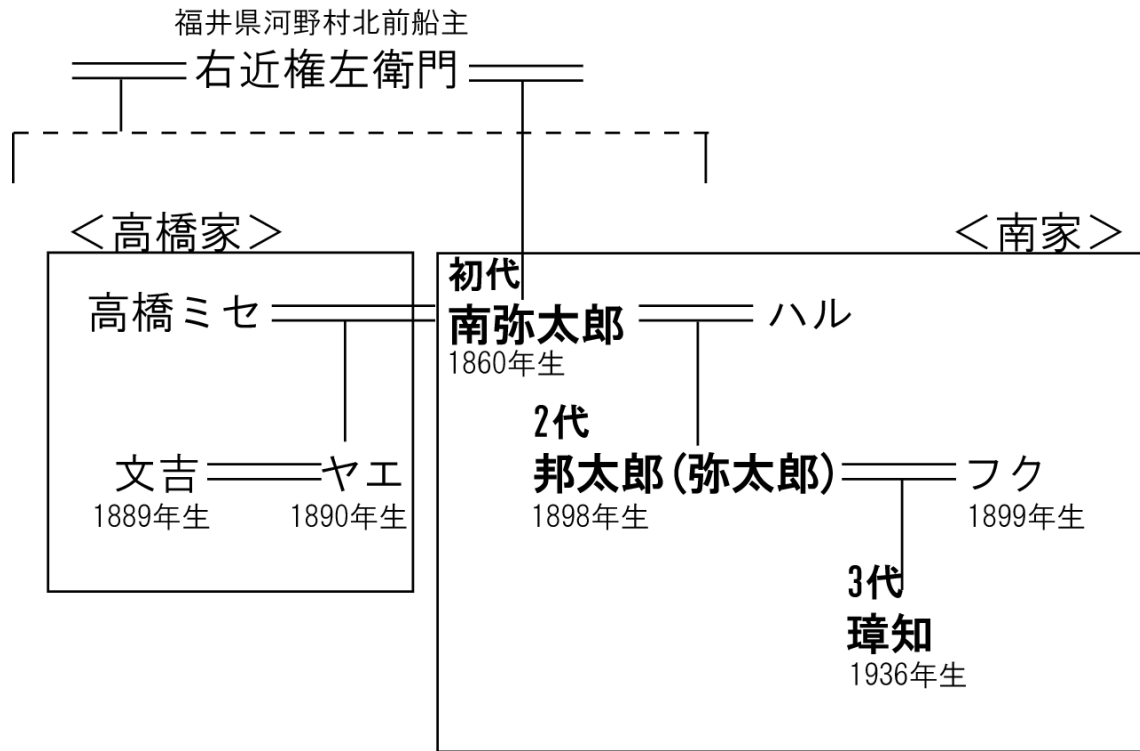 福井県河野村北前船主
右近権左衛門
＜高橋家＞
＜南家＞
初代
高橋ミセ
南弥太郎
ハル
1860年生
2代
文吉
ヤエ
邦太郎(弥太郎)
フク
1889年生
1890年生
1898年生
1899年生
3代
璋知
1936年生